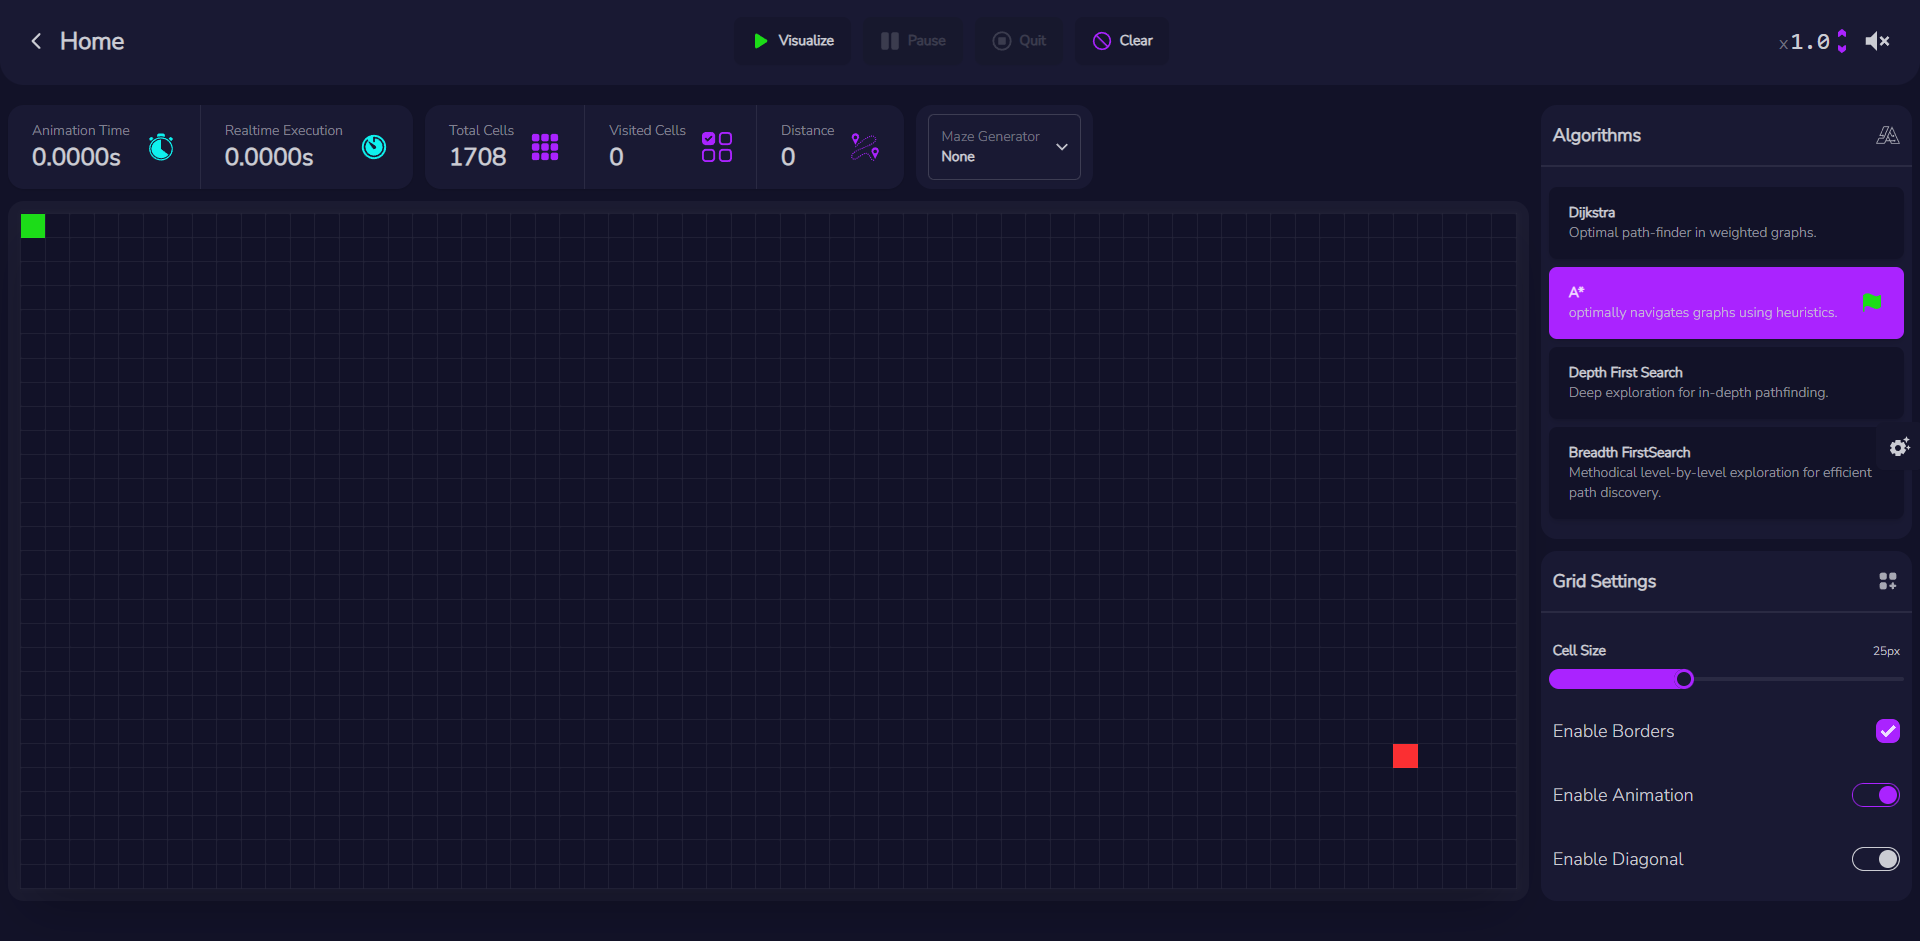 Home
Visualize
Pause
Quit
Clear
x1.0
Animation Time
0.0000s
Realtime Execution
0.0000s
Total Cells
1708
Visited Cells
0
Distance
0
Maze Generator
None
Algorithms
Dijkstra
Optimal path-finder in weighted graphs.
A*
optimally navigates graphs using heuristics.
Depth First Search
Deep exploration for in-depth pathfinding.
Breadth FirstSearch
Methodical level-by-level exploration for efficient
path discovery.
Grid Settings
Cell Size
25px
Enable Borders
Enable Animation
Enable Diagonal